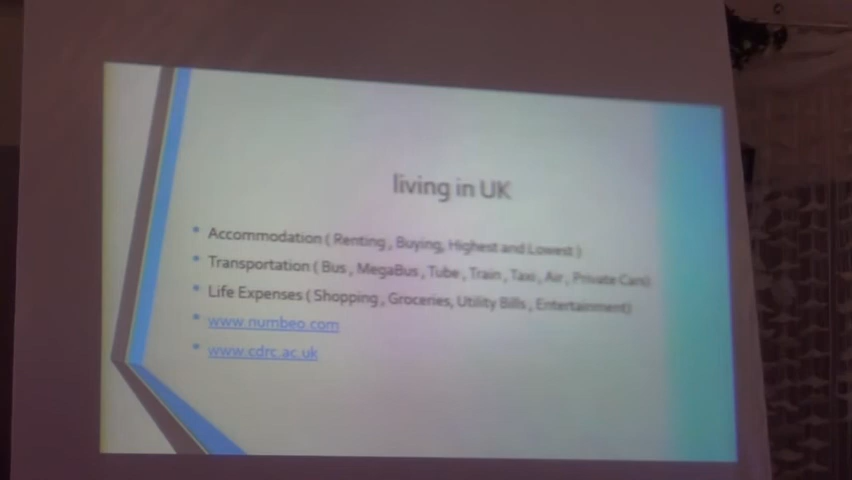 living in UK
Accommodation ( Renting , Buying, Highest and Lowest )
Transportation ( Bus , MegaBus , Tube , Train , Taxi , Air , Private Cars)
Life Expenses ( Shopping , Groceries, Utility Bills , Entertainment)
www.numbeo.com
www.cdrc.ac.uk